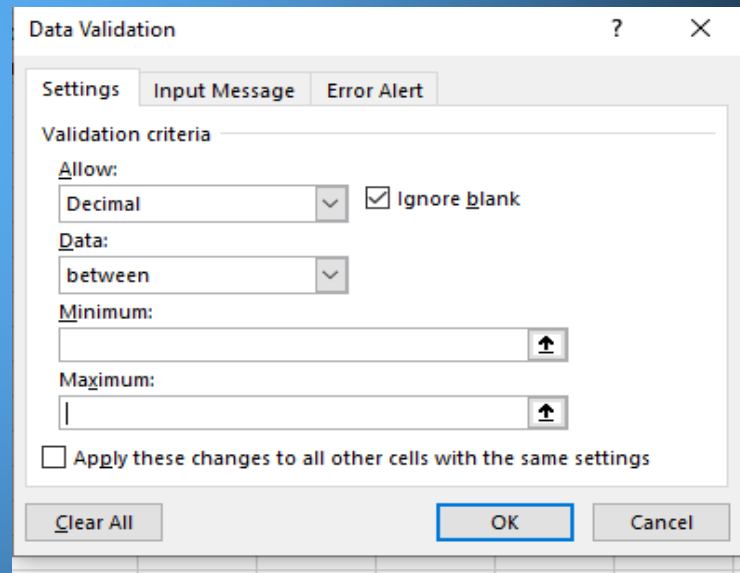 Data Validation ?
Settings Input Message Error Alert
Validation criteria
Allow:
Decimal Ignore blank
Data:
between
Minimum:
Maximum:
Apply these changes to all other cells with the same settings
Clear All OK Cancel